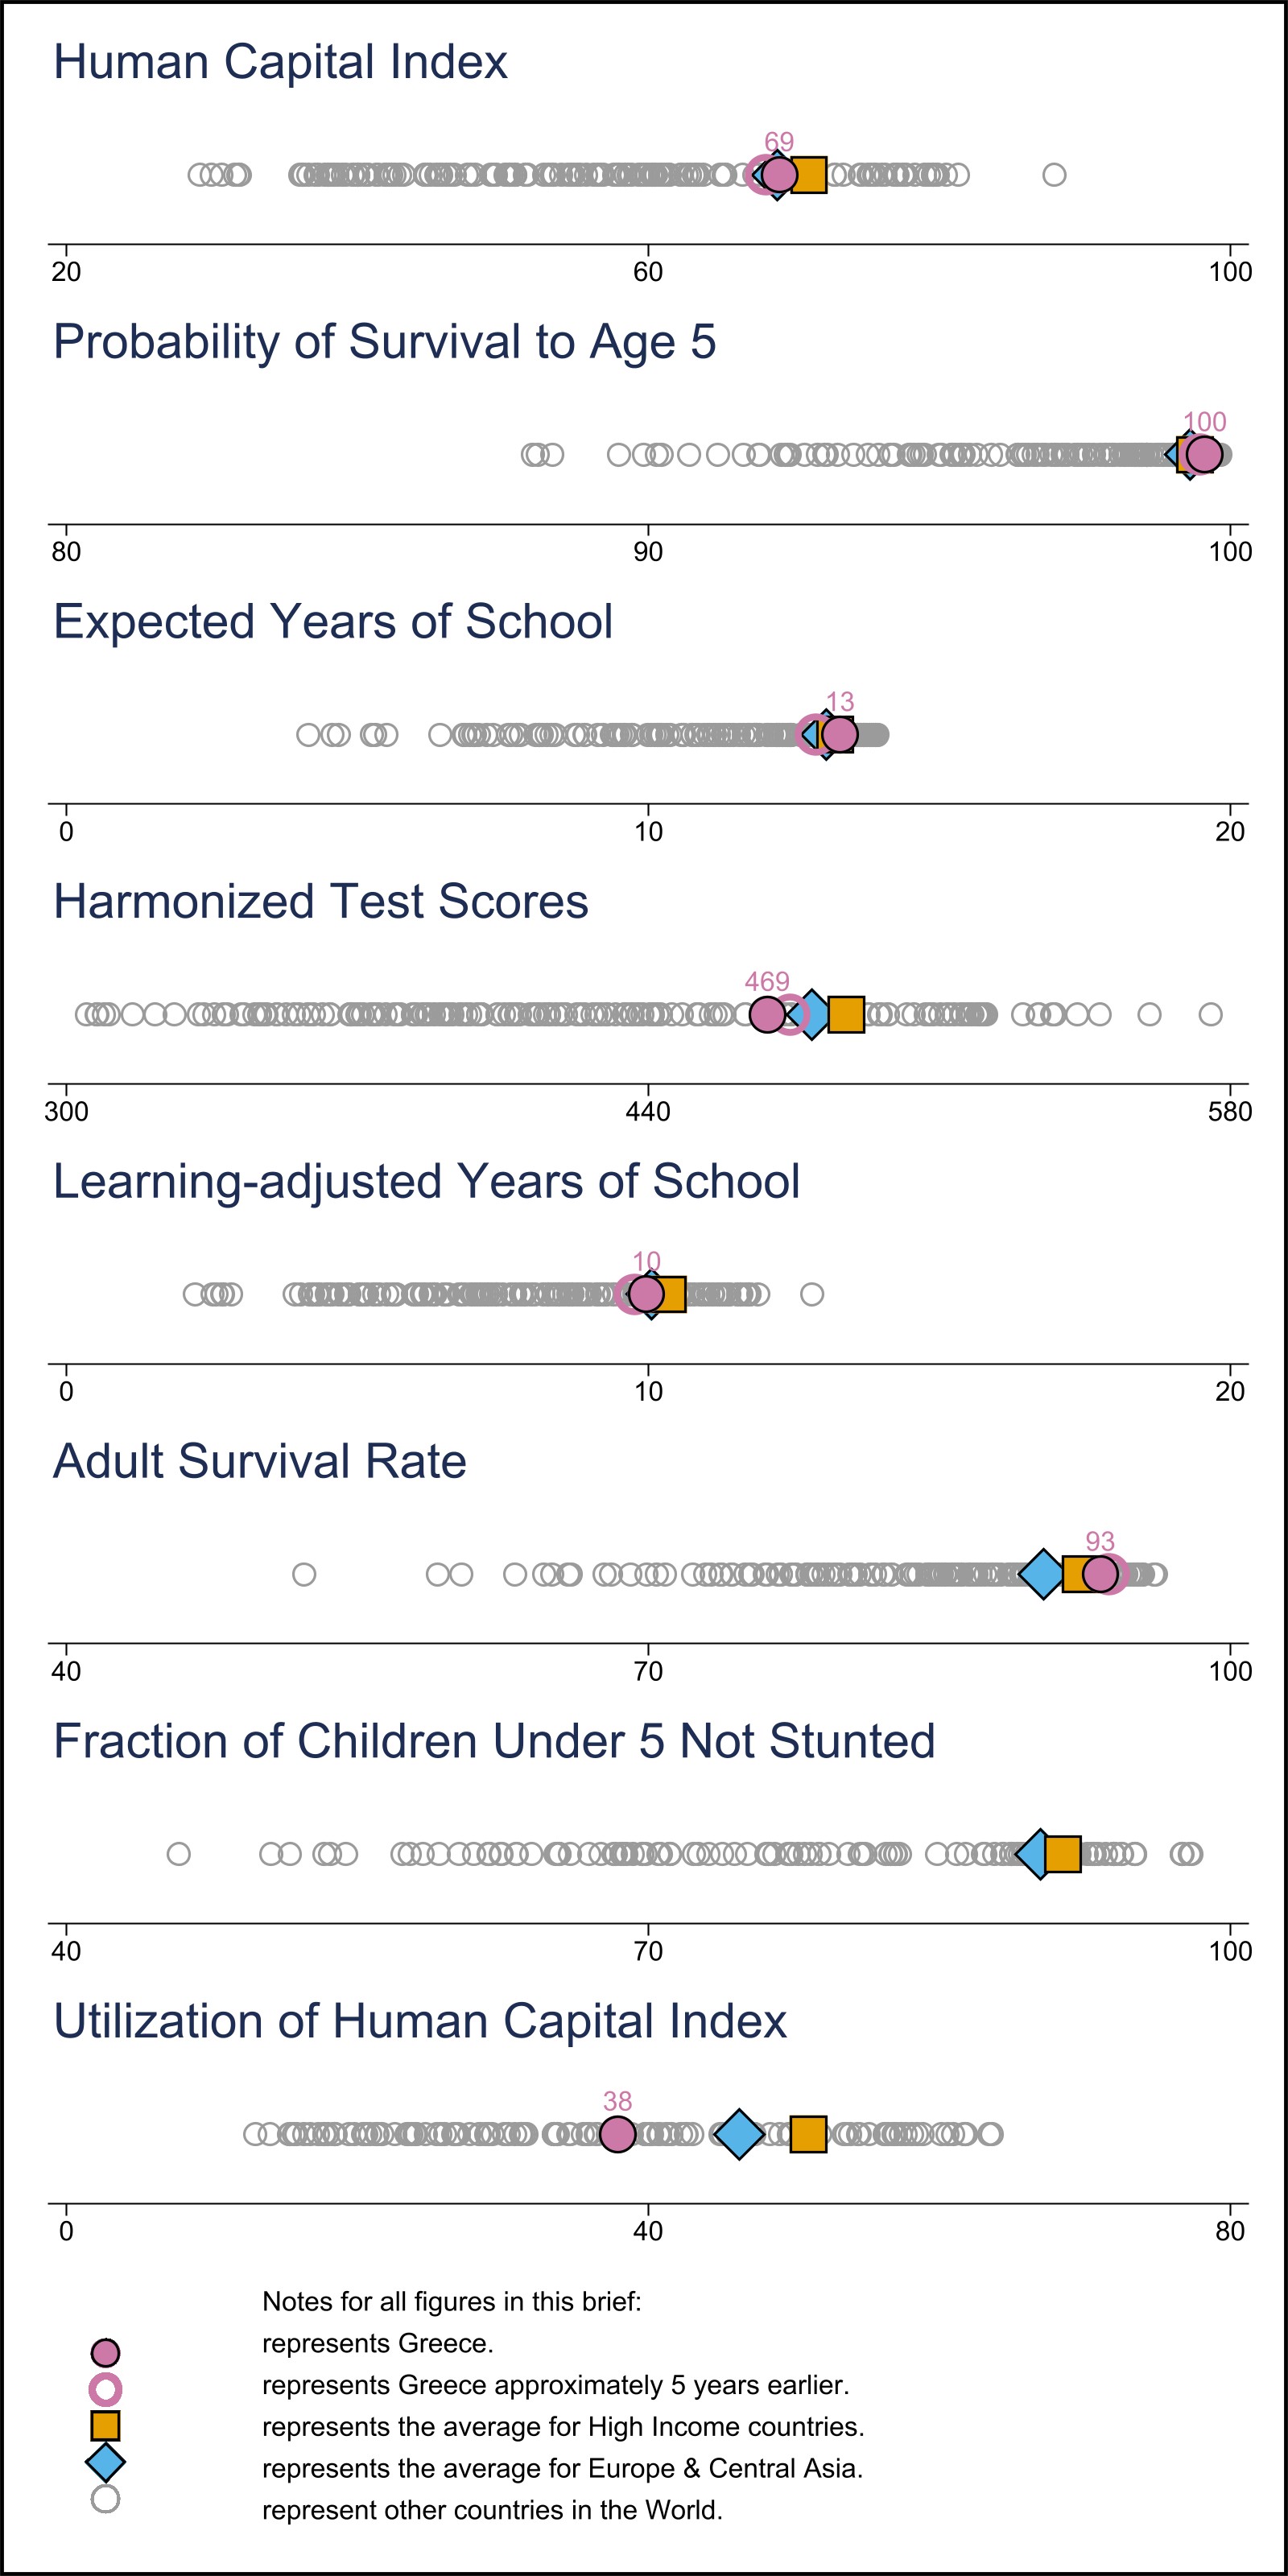 Human Capital Index
69
20 60 100
Probability of Survival to Age 5
100
80 90 100
Expected Years of School
13
0 10 20
Harmonized Test Scores
469
300 440 580
Learning-adjusted Years of School
10
0 10 20
Adult Survival Rate
93
40 70 100
Fraction of Children Under 5 Not Stunted
40 70 100
Utilization of Human Capital Index
38
0 40 80
Notes for all figures in this brief:
represents Greece.
represents Greece approximately 5 years earlier.
represents the average for High Income countries.
represents the average for Europe & Central Asia.
represent other countries in the World.